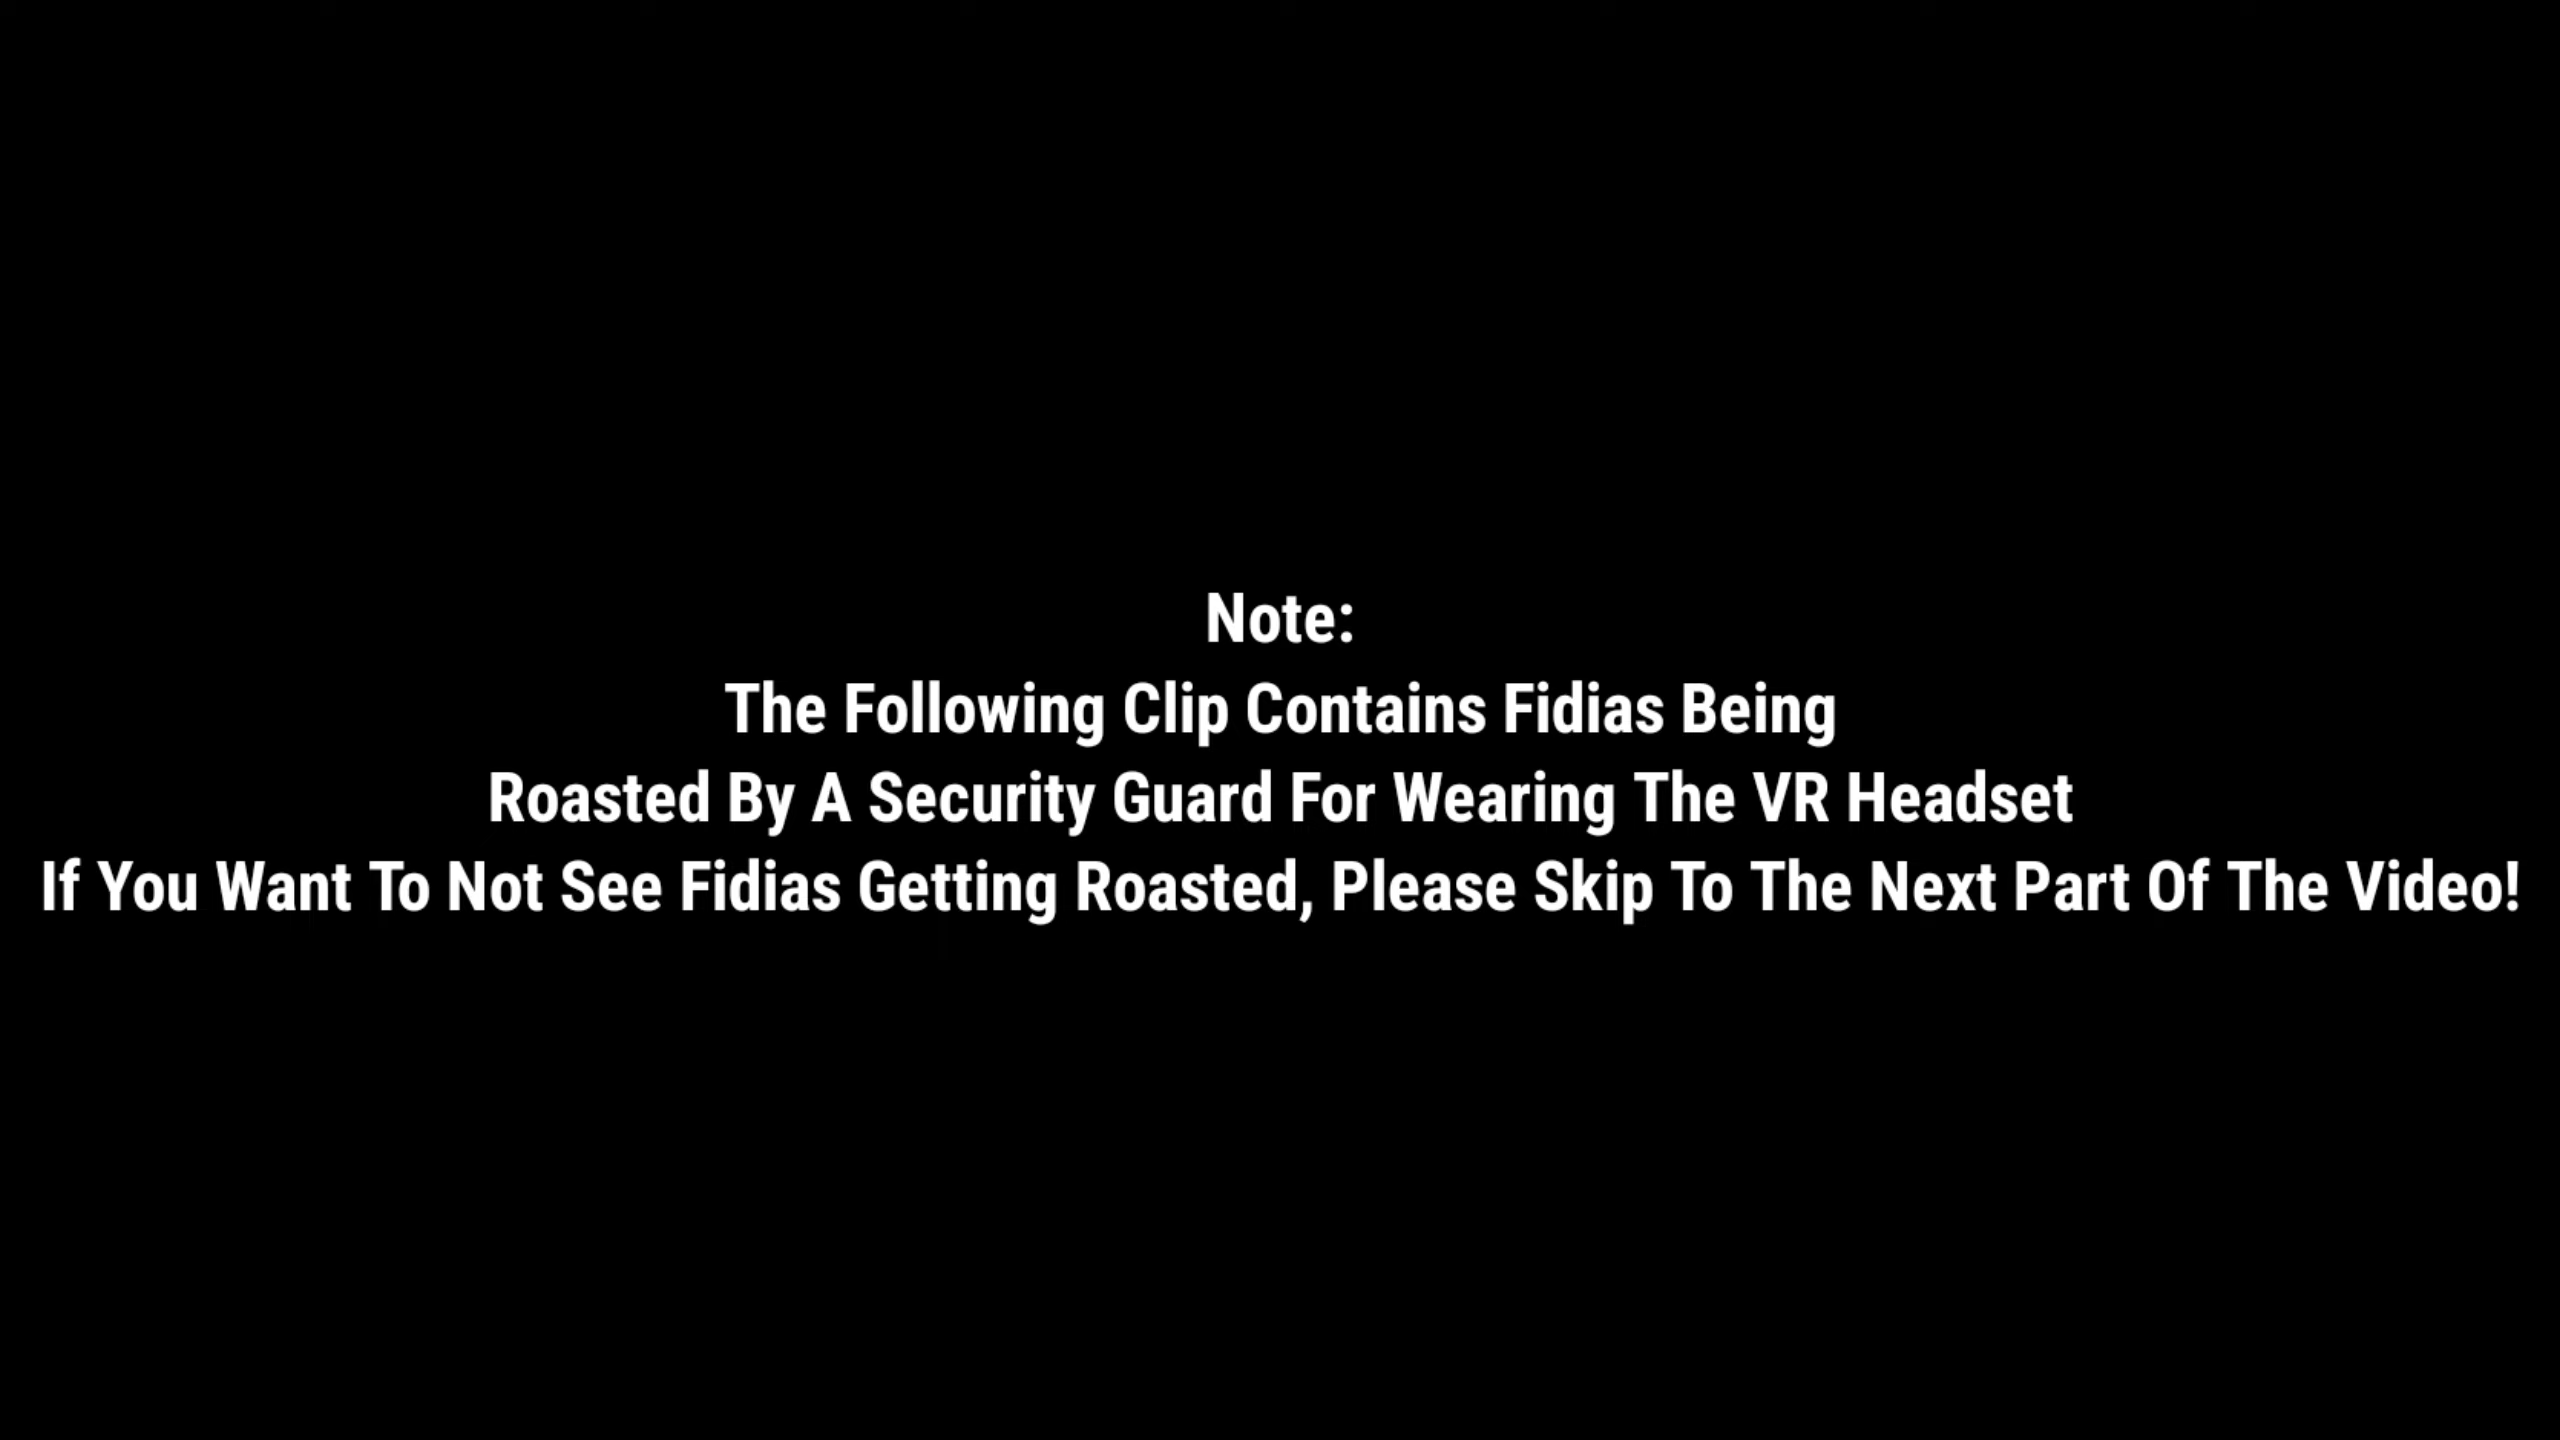 Note:
The Following Clip Contains Fidias Being
Roasted By A Security Guard For Wearing The VR Headset
If You Want To Not See Fidias Getting Roasted, Please Skip To The Next Part Of The Video!